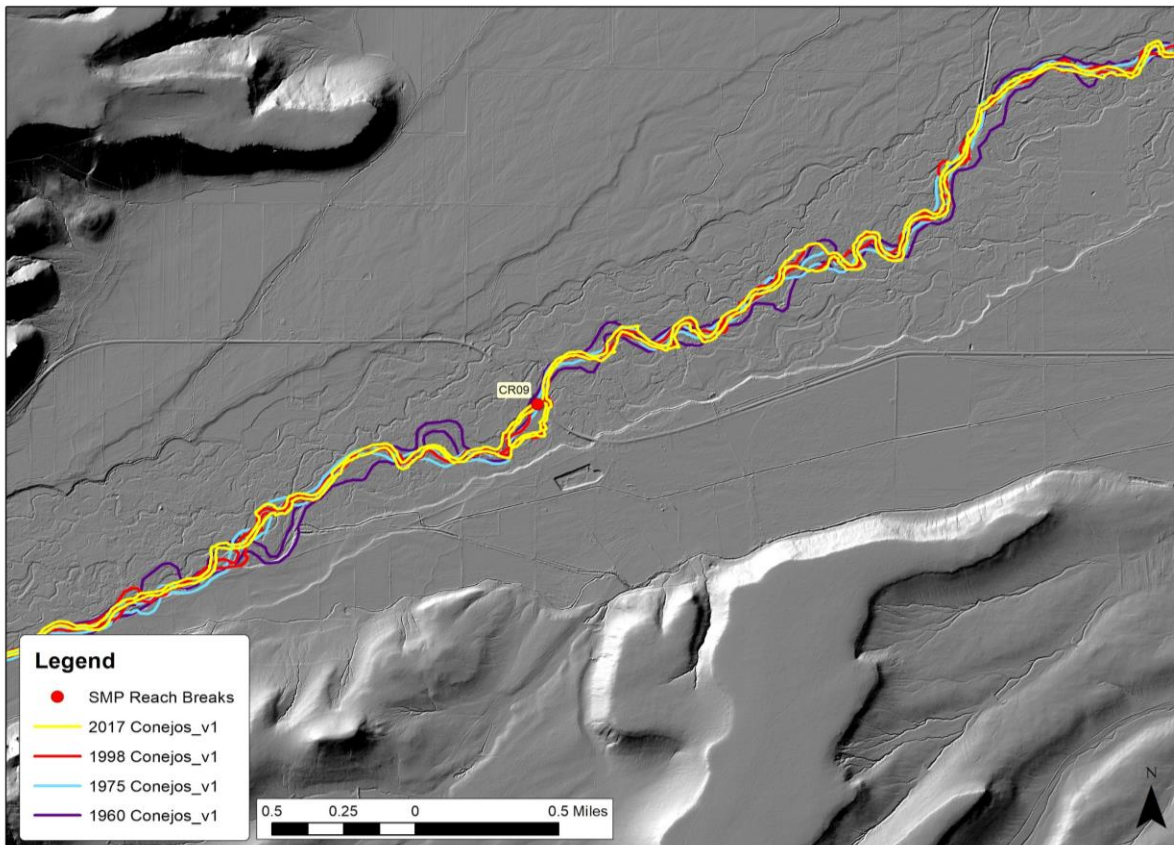 CR09
Legend
SMP Reach Breaks
2017 Conejos_v1
1998 Conejos_v1
1975 Conejos_v1
1960 Conejos_v1
0.5 0.25 0 0.5 Miles
N